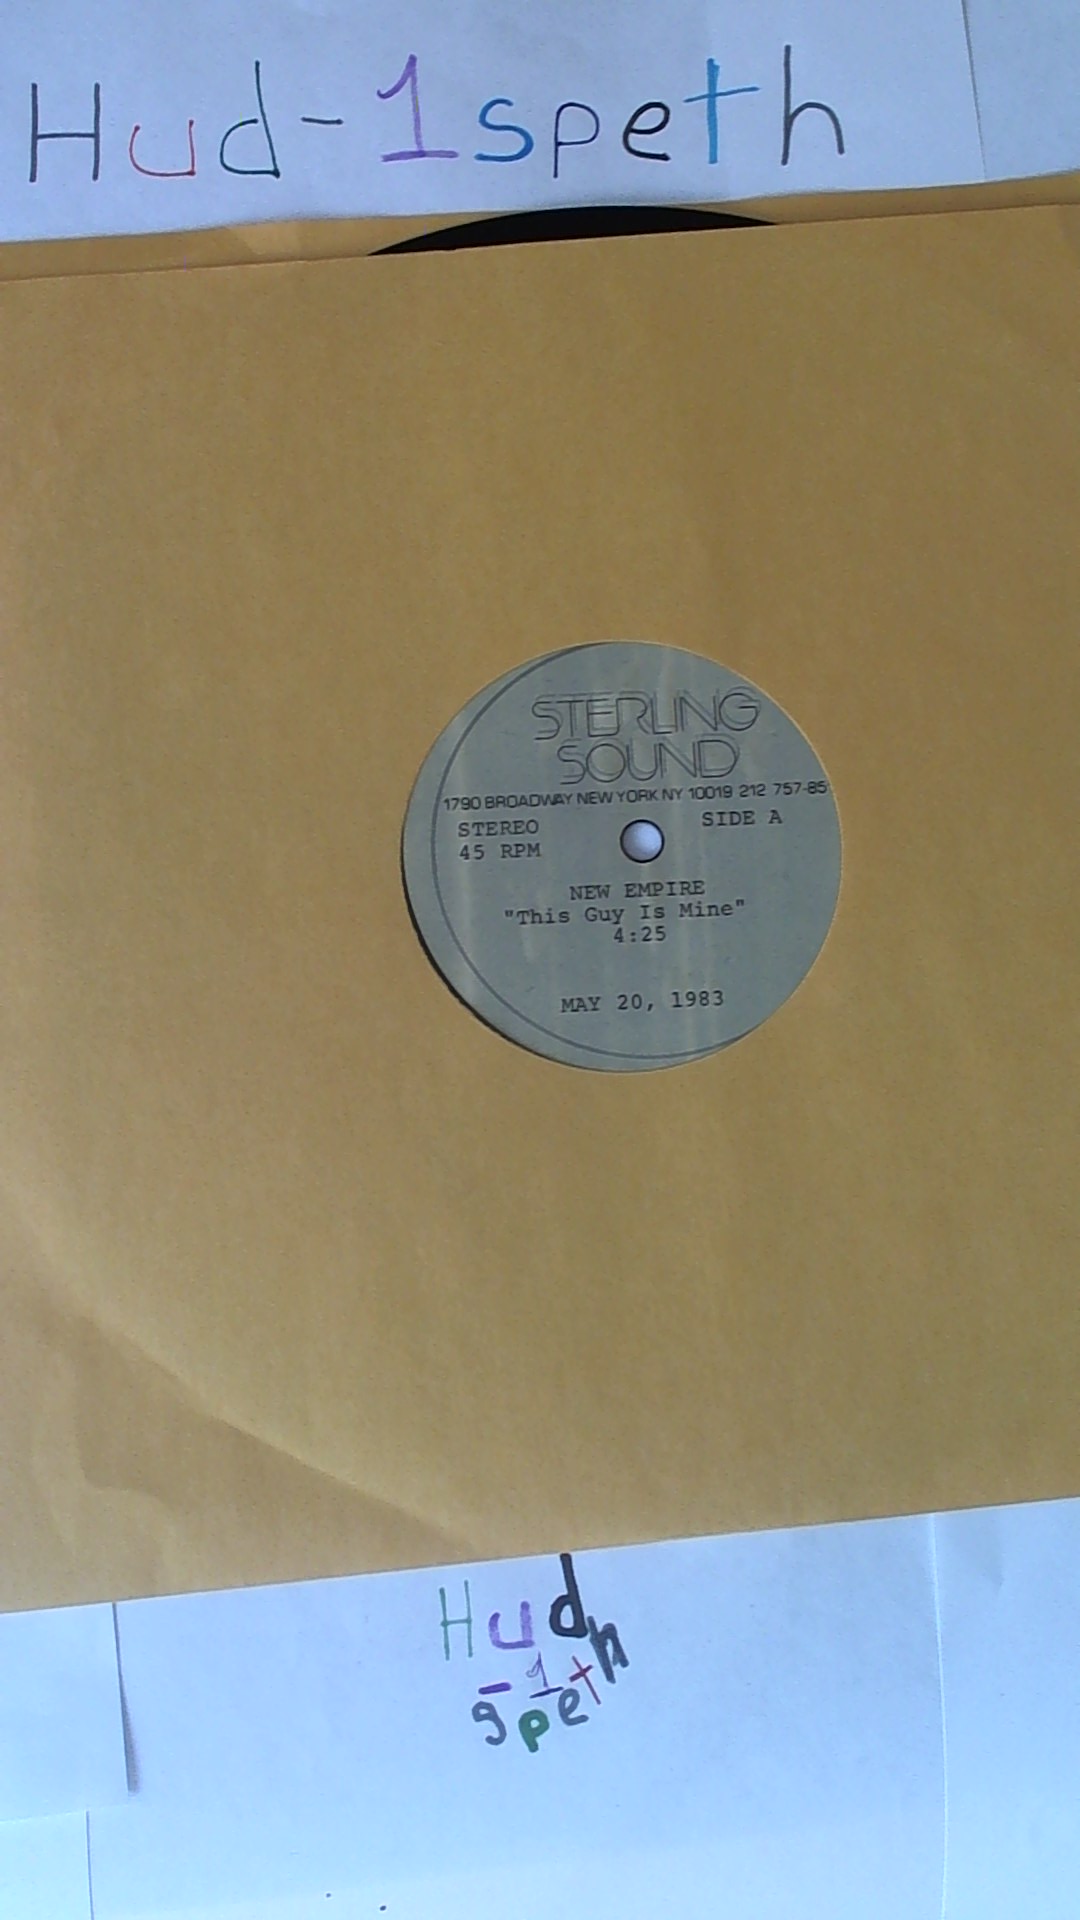 Hud-1speth
STERLING
SOUND
1790 BROADWAY NEW YORK NY 10019 212 757-85
STEREO
SIDE A
45 RPM
NEW EMPIRE
"This Guy Is Mine"
4:25
MAY 20, 1983
Hud
-1
speth